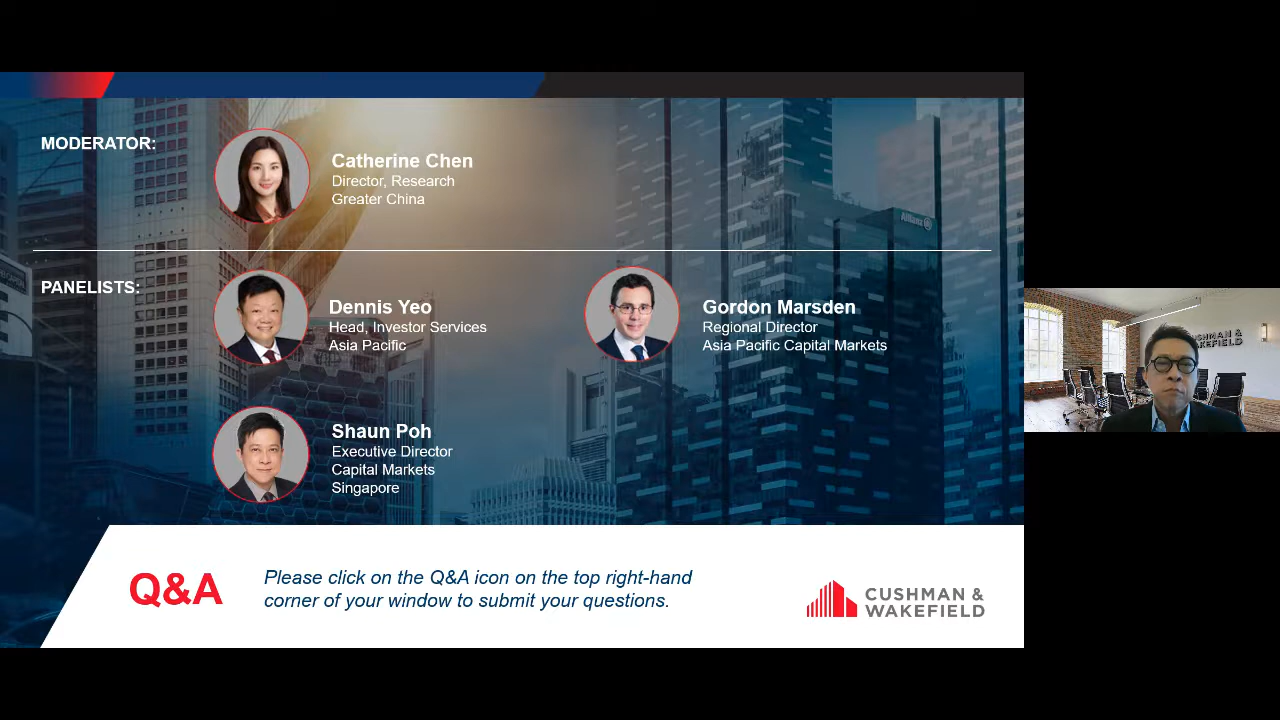 MODERATOR:
Catherine Chen
Director, Research
Greater China
PANELISTS:
Dennis Yeo
Head, Investor Services
Asia Pacific
Gordon Marsden
Regional Director
Asia Pacific Capital Markets
Shaun Poh
Executive Director
Capital Markets
Singapore
Allianz
Q&A
Please click on the Q&A icon on the top right-hand
corner of your window to submit your questions.
CUSHMAN &
WAKEFIELD